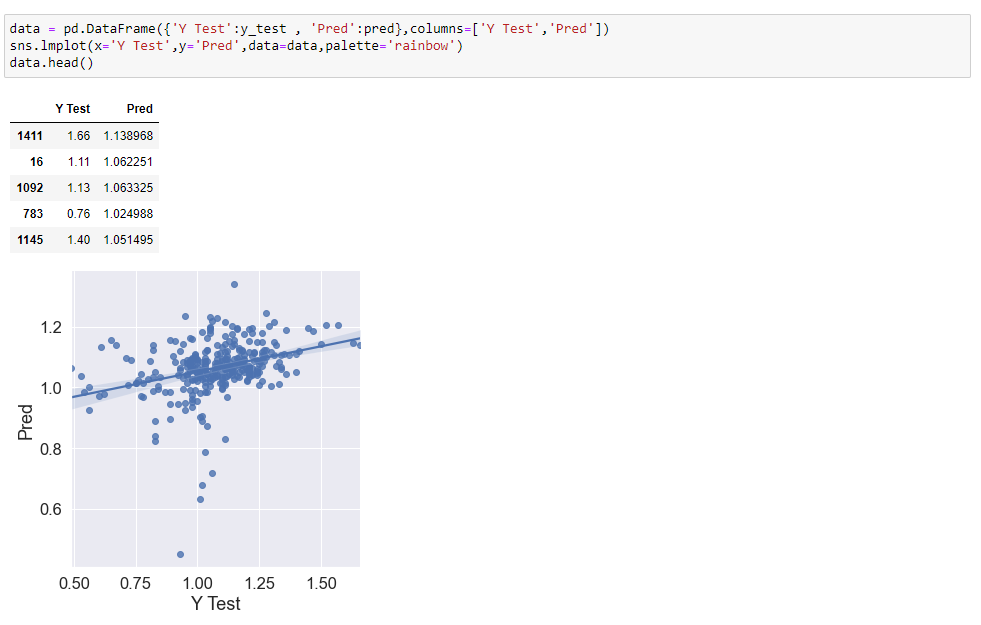 data = pd.DataFrame({'Y Test':y_test , 'Pred':pred},columns=['Y Test','Pred'])
sns.lmplot(x='Y Test',y='Pred',data=data,palette='rainbow')
data.head()
Y Test Pred
1411 1.66 1.138968
16 1.11 1.062251
1092 1.13 1.063325
783 0.76 1.024988
1145 1.40 1.051495
1.2
1.0
0.8
0.6
Pred
0.50 0.75 1.00 1.25 1.50
Y Test